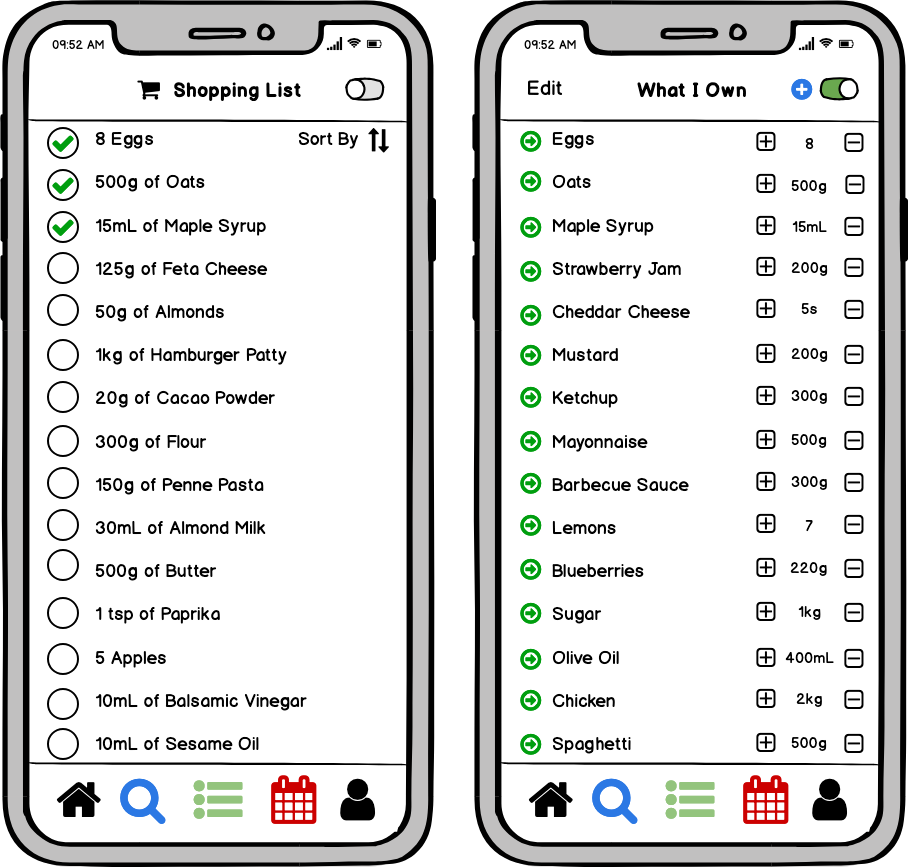 09:52 AM
Shopping List
8 Eggs Sort By
500g of Oats
15mL of Maple Syrup
125g of Feta Cheese
50g of Almonds
1kg of Hamburger Patty
20g of Cacao Powder
300g of Flour
150g of Penne Pasta
30mL of Almond Milk
500g of Butter
1 tsp of Paprika
5 Apples
10mL of Balsamic Vinegar
10mL of Sesame Oil
09:52 AM
Edit What I Own
Eggs 8
Oats 500g
Maple Syrup 15mL
Strawberry Jam 200g
Cheddar Cheese 5s
Mustard 200g
Ketchup 300g
Mayonnaise 500g
Barbecue Sauce 300g
Lemons 7
Blueberries 220g
Sugar 1kg
Olive Oil 400mL
Chicken 2kg
Spaghetti 500g